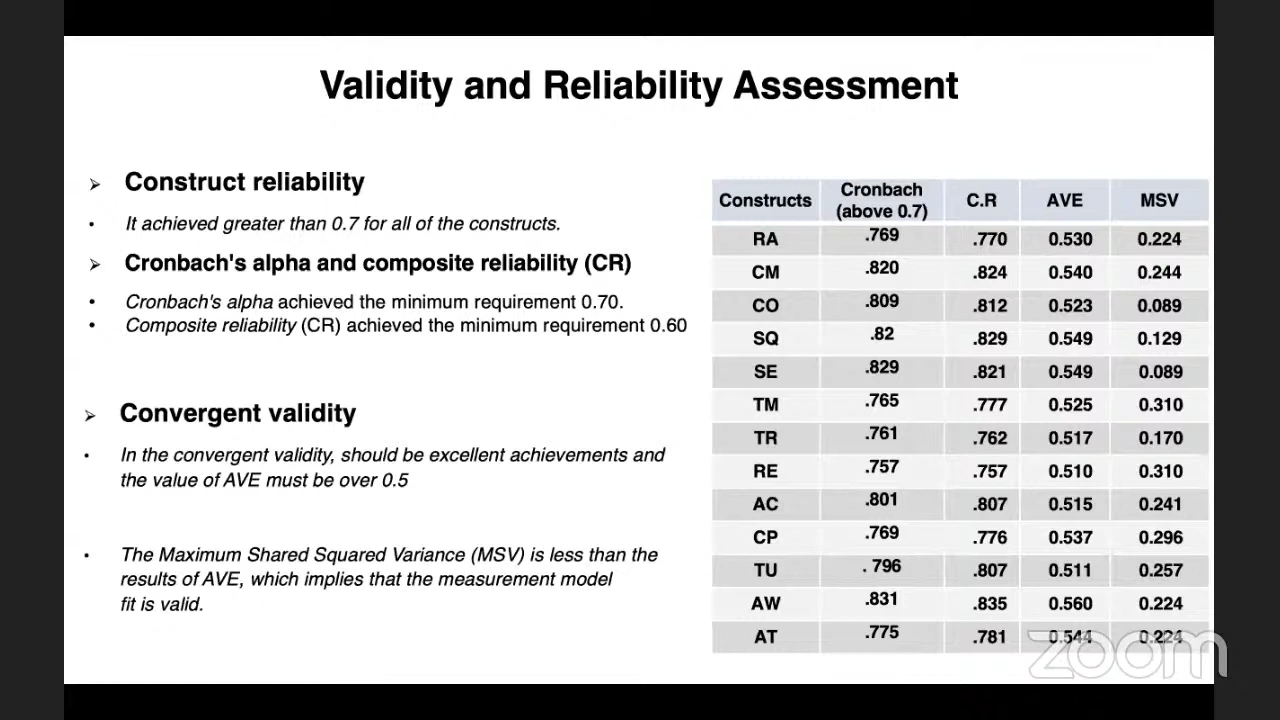 Validity and Reliability Assessment
➢ Construct reliability
• It achieved greater than 0.7 for all of the constructs.
➢ Cronbach's alpha and composite reliability (CR)
• Cronbach's alpha achieved the minimum requirement 0.70.
• Composite reliability (CR) achieved the minimum requirement 0.60
➢ Convergent validity
• In the convergent validity, should be excellent achievements and
the value of AVE must be over 0.5
• The Maximum Shared Squared Variance (MSV) is less than the
results of AVE, which implies that the measurement model
fit is valid.
Constructs Cronbach (above 0.7) C.R AVE MSV
RA .769 .770 0.530 0.224
CM .820 .824 0.540 0.244
CO .809 .812 0.523 0.089
SQ .82 .829 0.549 0.129
SE .829 .821 0.549 0.089
TM .765 .777 0.525 0.310
TR .761 .762 0.517 0.170
RE .757 .757 0.510 0.310
AC .801 .807 0.515 0.241
CP .769 .776 0.537 0.296
TU . 796 .807 0.511 0.257
AW .831 .835 0.560 0.224
AT .775 .781 0.544 0.224
zoom